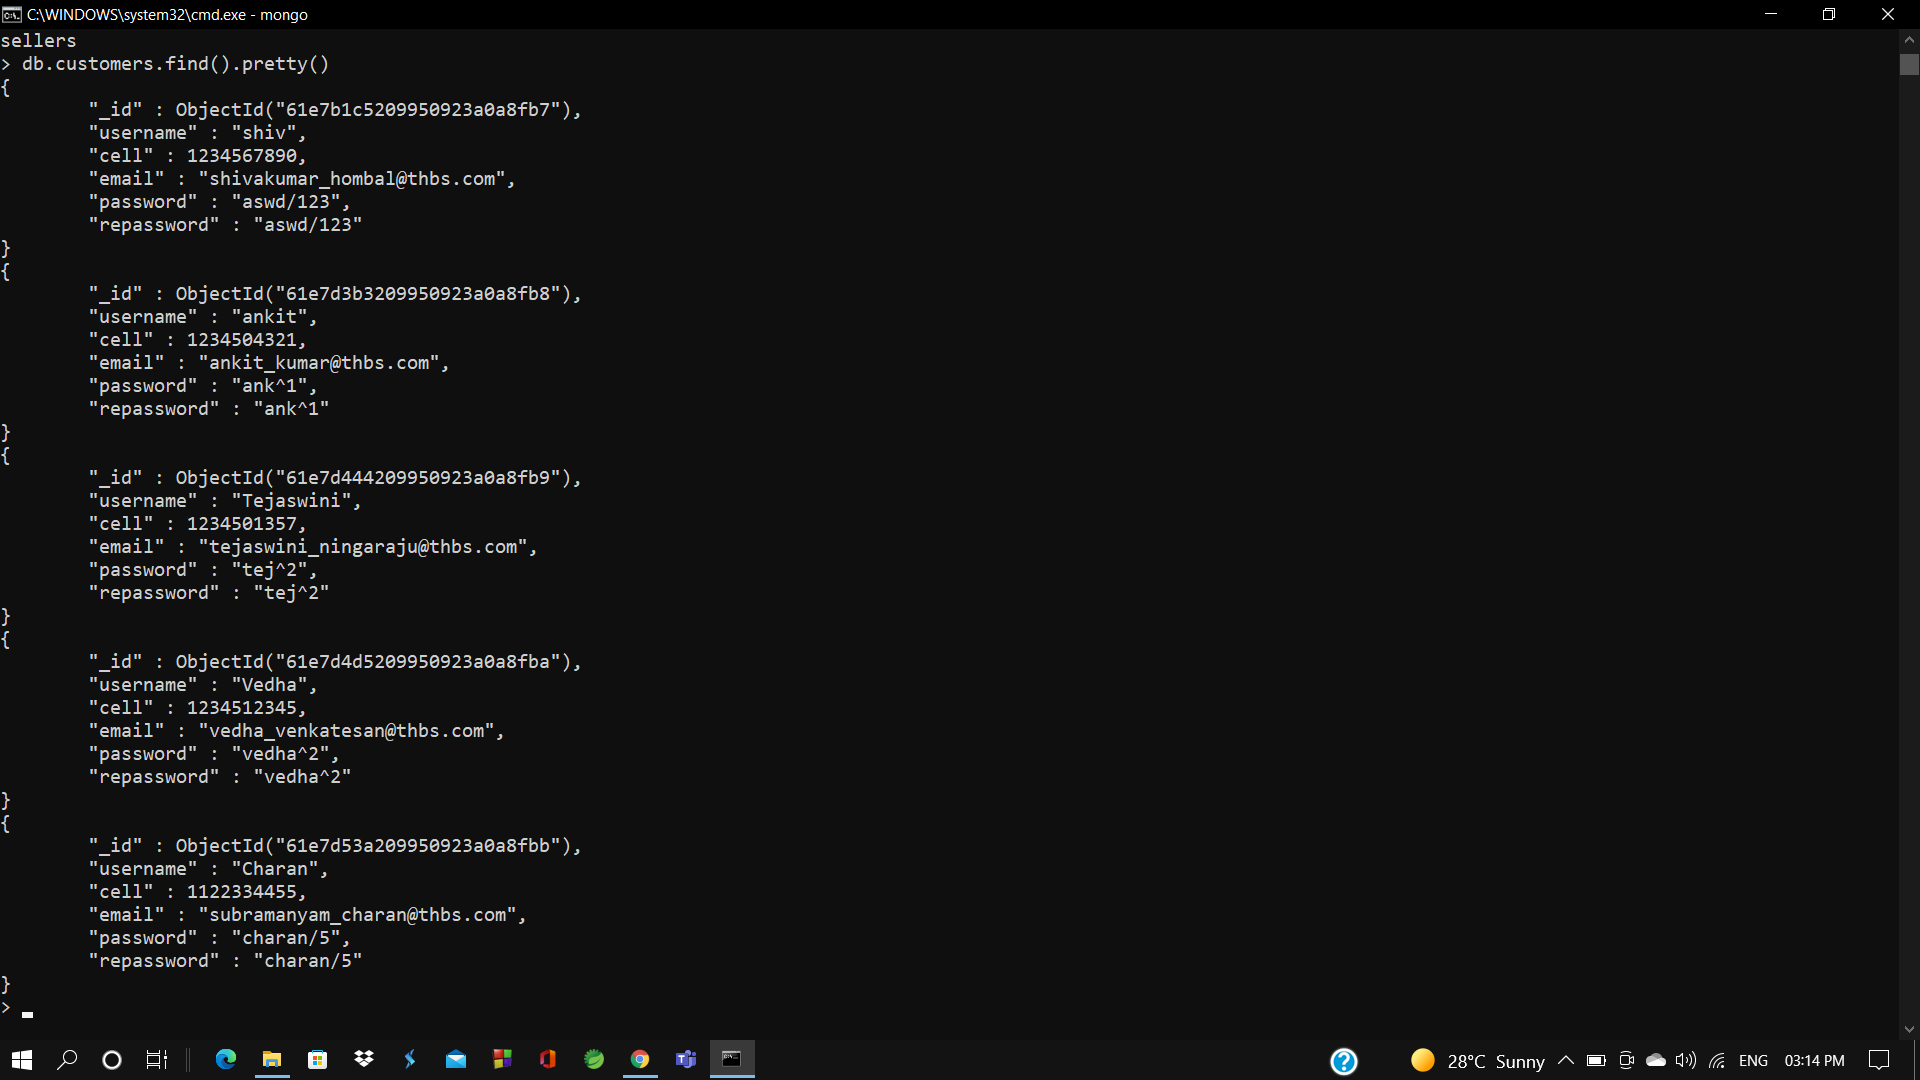 C:\WINDOWS\system32\cmd.exe - mongo
sellers
> db.customers.find().pretty()
{
        "_id" : ObjectId("61e7b1c5209950923a0a8fb7"),
        "username" : "shiv",
        "cell" : 1234567890,
        "email" : "shivakumar_hombal@thbs.com",
        "password" : "aswd/123",
        "repassword" : "aswd/123"
}
{
        "_id" : ObjectId("61e7d3b3209950923a0a8fb8"),
        "username" : "ankit",
        "cell" : 1234504321,
        "email" : "ankit_kumar@thbs.com",
        "password" : "ank^1",
        "repassword" : "ank^1"
}
{
        "_id" : ObjectId("61e7d444209950923a0a8fb9"),
        "username" : "Tejaswini",
        "cell" : 1234501357,
        "email" : "tejaswini_ningaraju@thbs.com",
        "password" : "tej^2",
        "repassword" : "tej^2"
}
{
        "_id" : ObjectId("61e7d4d5209950923a0a8fba"),
        "username" : "Vedha",
        "cell" : 1234512345,
        "email" : "vedha_venkatesan@thbs.com",
        "password" : "vedha^2",
        "repassword" : "vedha^2"
}
{
        "_id" : ObjectId("61e7d53a209950923a0a8fbb"),
        "username" : "Charan",
        "cell" : 1122334455,
        "email" : "subramanyam_charan@thbs.com",
        "password" : "charan/5",
        "repassword" : "charan/5"
}
>
28°C Sunny ENG 03:14 PM